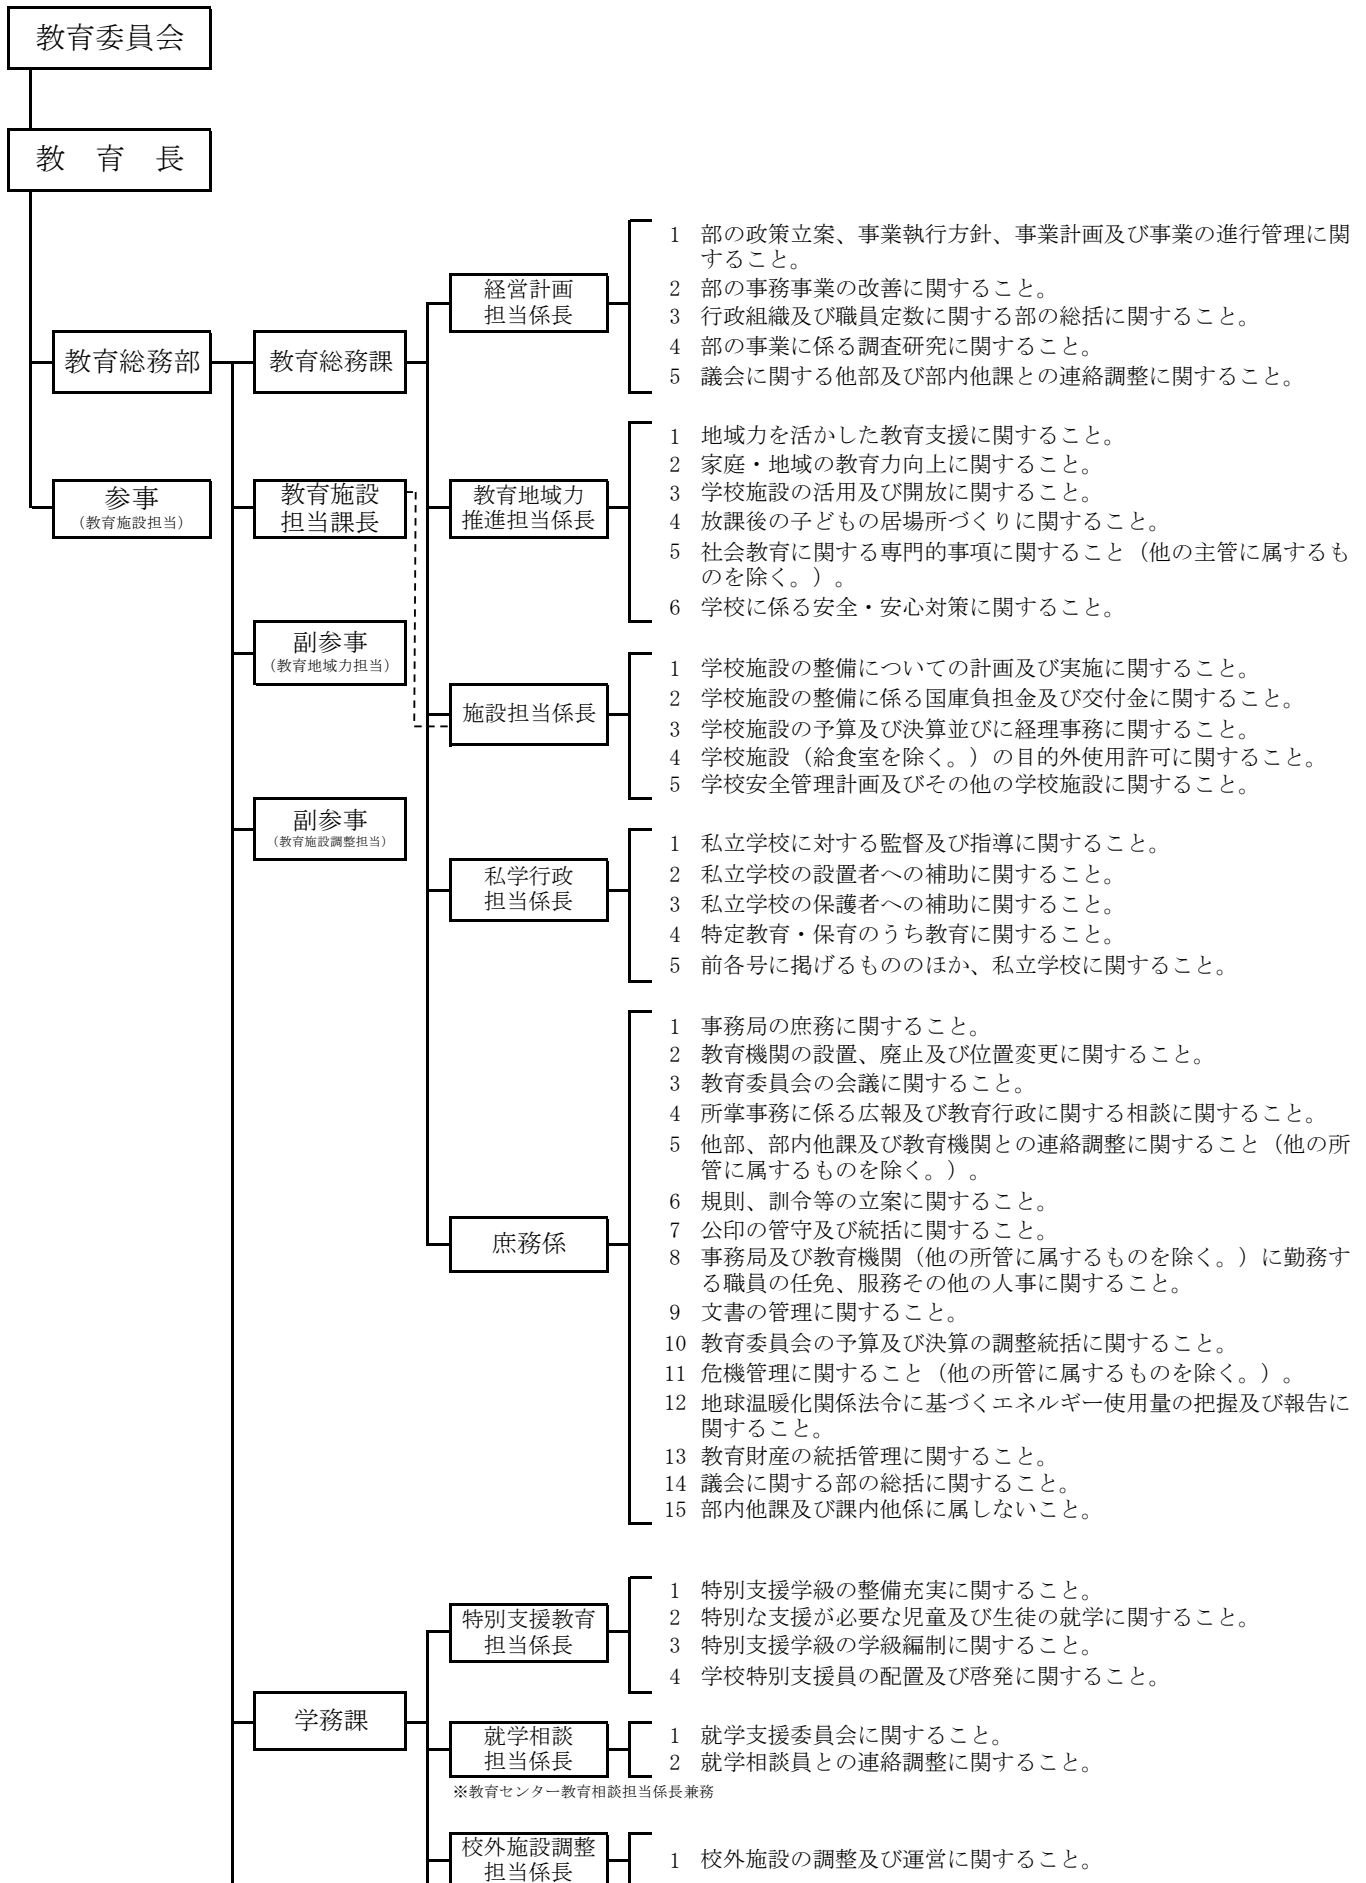 教育委員会
教　育　長
教育総務部
参事
（教育施設担当）
教育総務課
教育施設
担当課長
副参事
（教育地域力担当）
副参事
（教育施設調整担当）
経営計画
担当係長
1 部の政策立案、事業執行方針、事業計画及び事業の進行管理に関
すること。
2 部の事務事業の改善に関すること。
3 行政組織及び職員定数に関する部の総括に関すること。
4 部の事業に係る調査研究に関すること。
5 議会に関する他部及び部内他課との連絡調整に関すること。
教育地域力
推進担当係長
1 地域力を活かした教育支援に関すること。
2 家庭・地域の教育力向上に関すること。
3 学校施設の活用及び開放に関すること。
4 放課後の子どもの居場所づくりに関すること。
5 社会教育に関する専門的事項に関すること（他の主管に属するも
のを除く。）。
6 学校に係る安全・安心対策に関すること。
施設担当係長
1 学校施設の整備についての計画及び実施に関すること。
2 学校施設の整備に係る国庫負担金及び交付金に関すること。
3 学校施設の予算及び決算並びに経理事務に関すること。
4 学校施設（給食室を除く。）の目的外使用許可に関すること。
5 学校安全管理計画及びその他の学校施設に関すること。
私学行政
担当係長
1 私立学校に対する監督及び指導に関すること。
2 私立学校の設置者への補助に関すること。
3 私立学校の保護者への補助に関すること。
4 特定教育・保育のうち教育に関すること。
5 前各号に掲げるもののほか、私立学校に関すること。
庶務係
1 事務局の庶務に関すること。
2 教育機関の設置、廃止及び位置変更に関すること。
3 教育委員会の会議に関すること。
4 所掌事務に係る広報及び教育行政に関する相談に関すること。
5 他部、部内他課及び教育機関との連絡調整に関すること（他の所
管に属するものを除く。）。
6 規則、訓令等の立案に関すること。
7 公印の管守及び統括に関すること。
8 事務局及び教育機関（他の所管に属するものを除く。）に勤務す
る職員の任免、服務その他の人事に関すること。
9 文書の管理に関すること。
10 教育委員会の予算及び決算の調整統括に関すること。
11 危機管理に関すること（他の所管に属するものを除く。）。
12 地球温暖化関係法令に基づくエネルギー使用量の把握及び報告に
関すること。
13 教育財産の統括管理に関すること。
14 議会に関する部の総括に関すること。
15 部内他課及び課内他係に属しないこと。
学務課
特別支援教育
担当係長
1 特別支援学級の整備充実に関すること。
2 特別な支援が必要な児童及び生徒の就学に関すること。
3 特別支援学級の学級編制に関すること。
4 学校特別支援員の配置及び啓発に関すること。
就学相談
担当係長
※教育センター教育相談担当係長兼務
1 就学支援委員会に関すること。
2 就学相談員との連絡調整に関すること。
校外施設調整
担当係長
1 校外施設の調整及び運営に関すること。